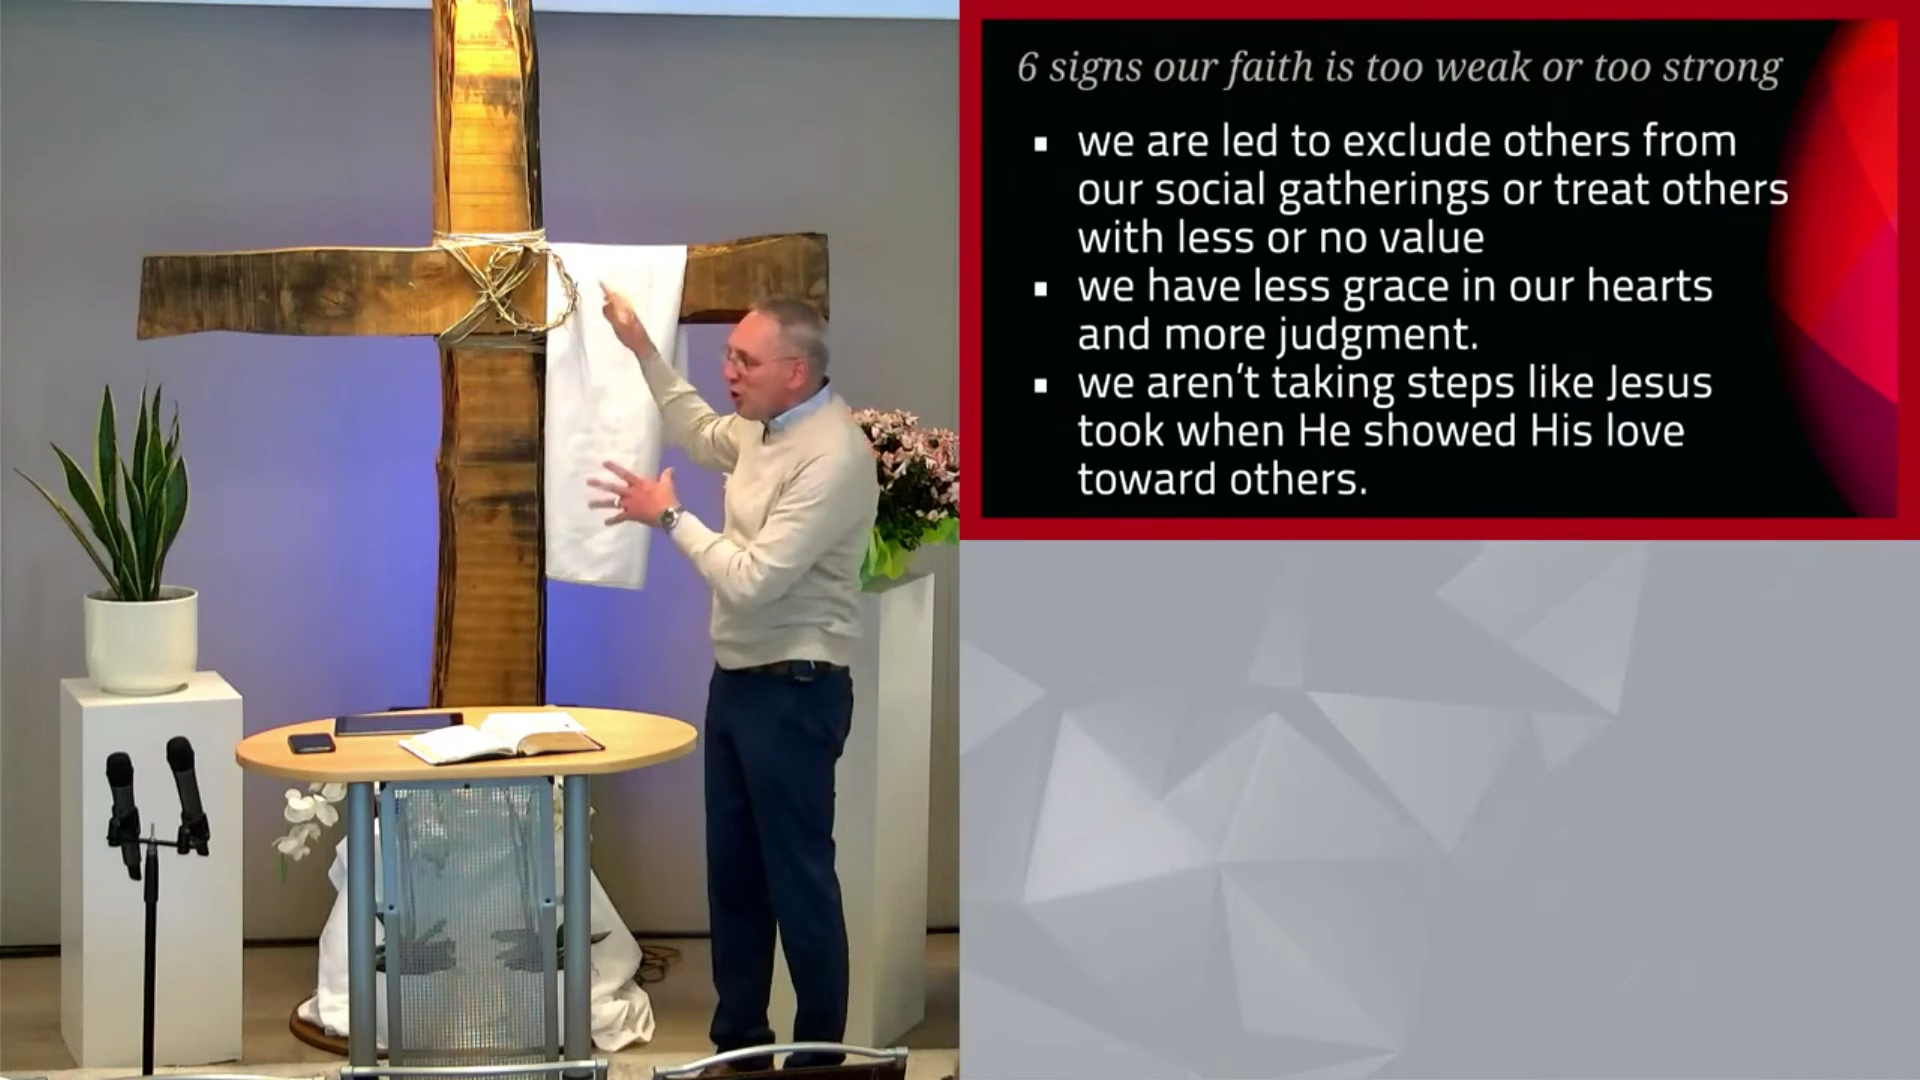 6 signs our faith is too weak or too strong
▪ we are led to exclude others from
our social gatherings or treat others
with less or no value
▪ we have less grace in our hearts
and more judgment.
▪ we aren't taking steps like Jesus
took when He showed His love
toward others.